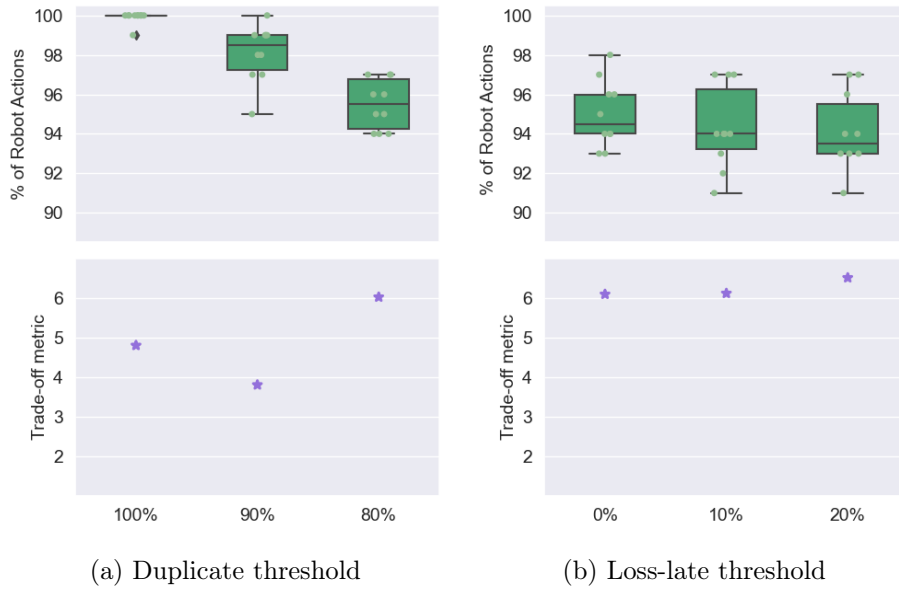 % of Robot Actions
100
98
96
94
92
90
% of Robot Actions
100
98
96
94
92
90
Trade-off metric
6
5
4
3
2
100% 90% 80%
Trade-off metric
6
5
4
3
2
0% 10% 20%
(a) Duplicate threshold
(b) Loss-late threshold